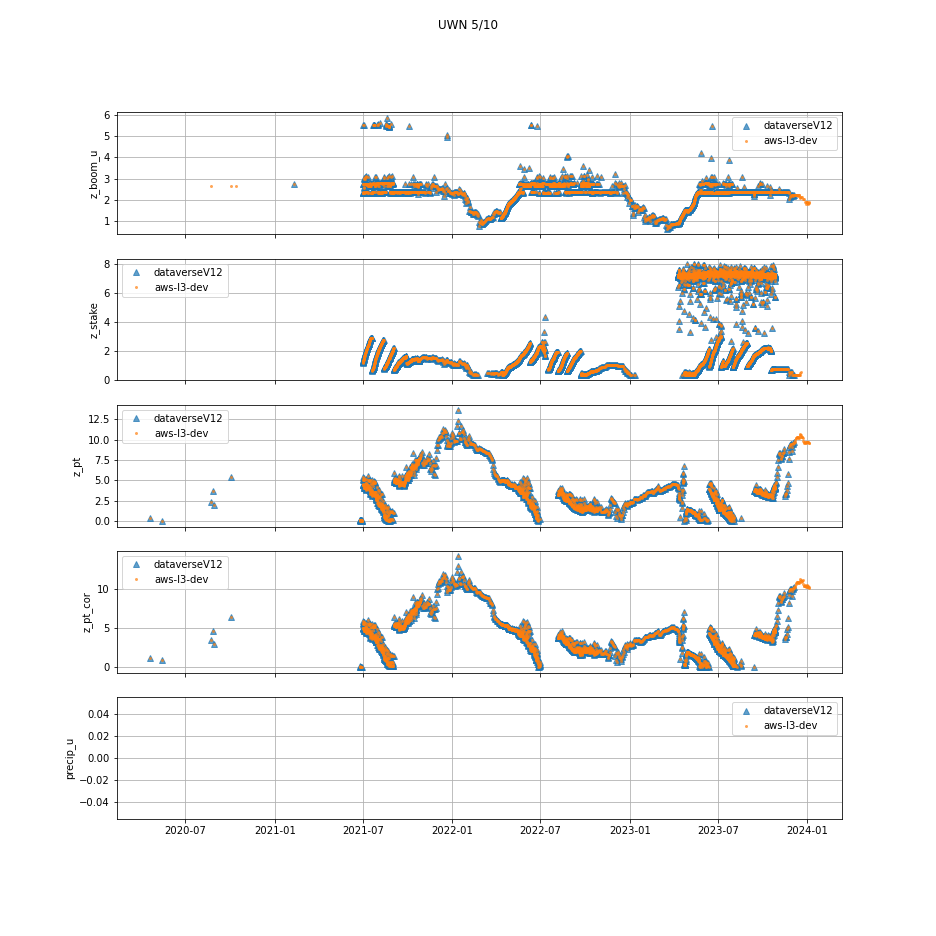 UWN 5/10
6
5
4
3
2
1
z_boom_u
dataverseV12
aws-l3-dev
8
6
4
2
0
z_stake
dataverseV12
aws-l3-dev
12.5
10.0
7.5
5.0
2.5
0.0
z_pt
dataverseV12
aws-l3-dev
10
5
0
z_pt_cor
dataverseV12
aws-l3-dev
0.04
0.02
0.00
−0.02
−0.04
precip_u
dataverseV12
aws-l3-dev
2020-07 2021-01 2021-07 2022-01 2022-07 2023-01 2023-07 2024-01